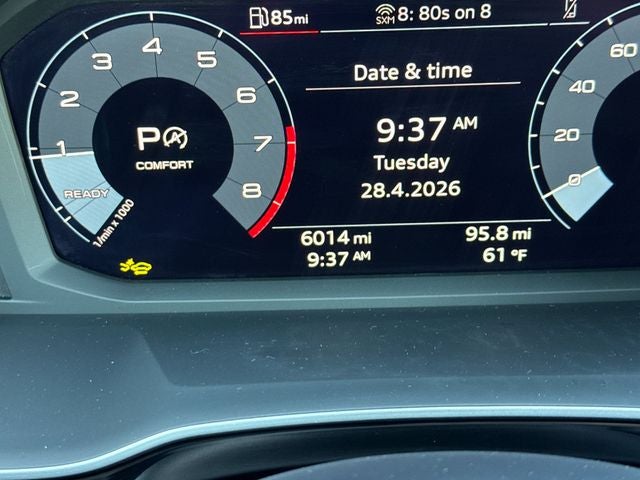 85mi
SXM 8: 80s on 8
Date & time
9:37 AM
Tuesday
28.4.2026
6014 mi
95.8 mi
9:37 AM
61 °F
1
2
3
4
5
6
7
8
P A
COMFORT
READY
1/min x 1000
0
20
40
60